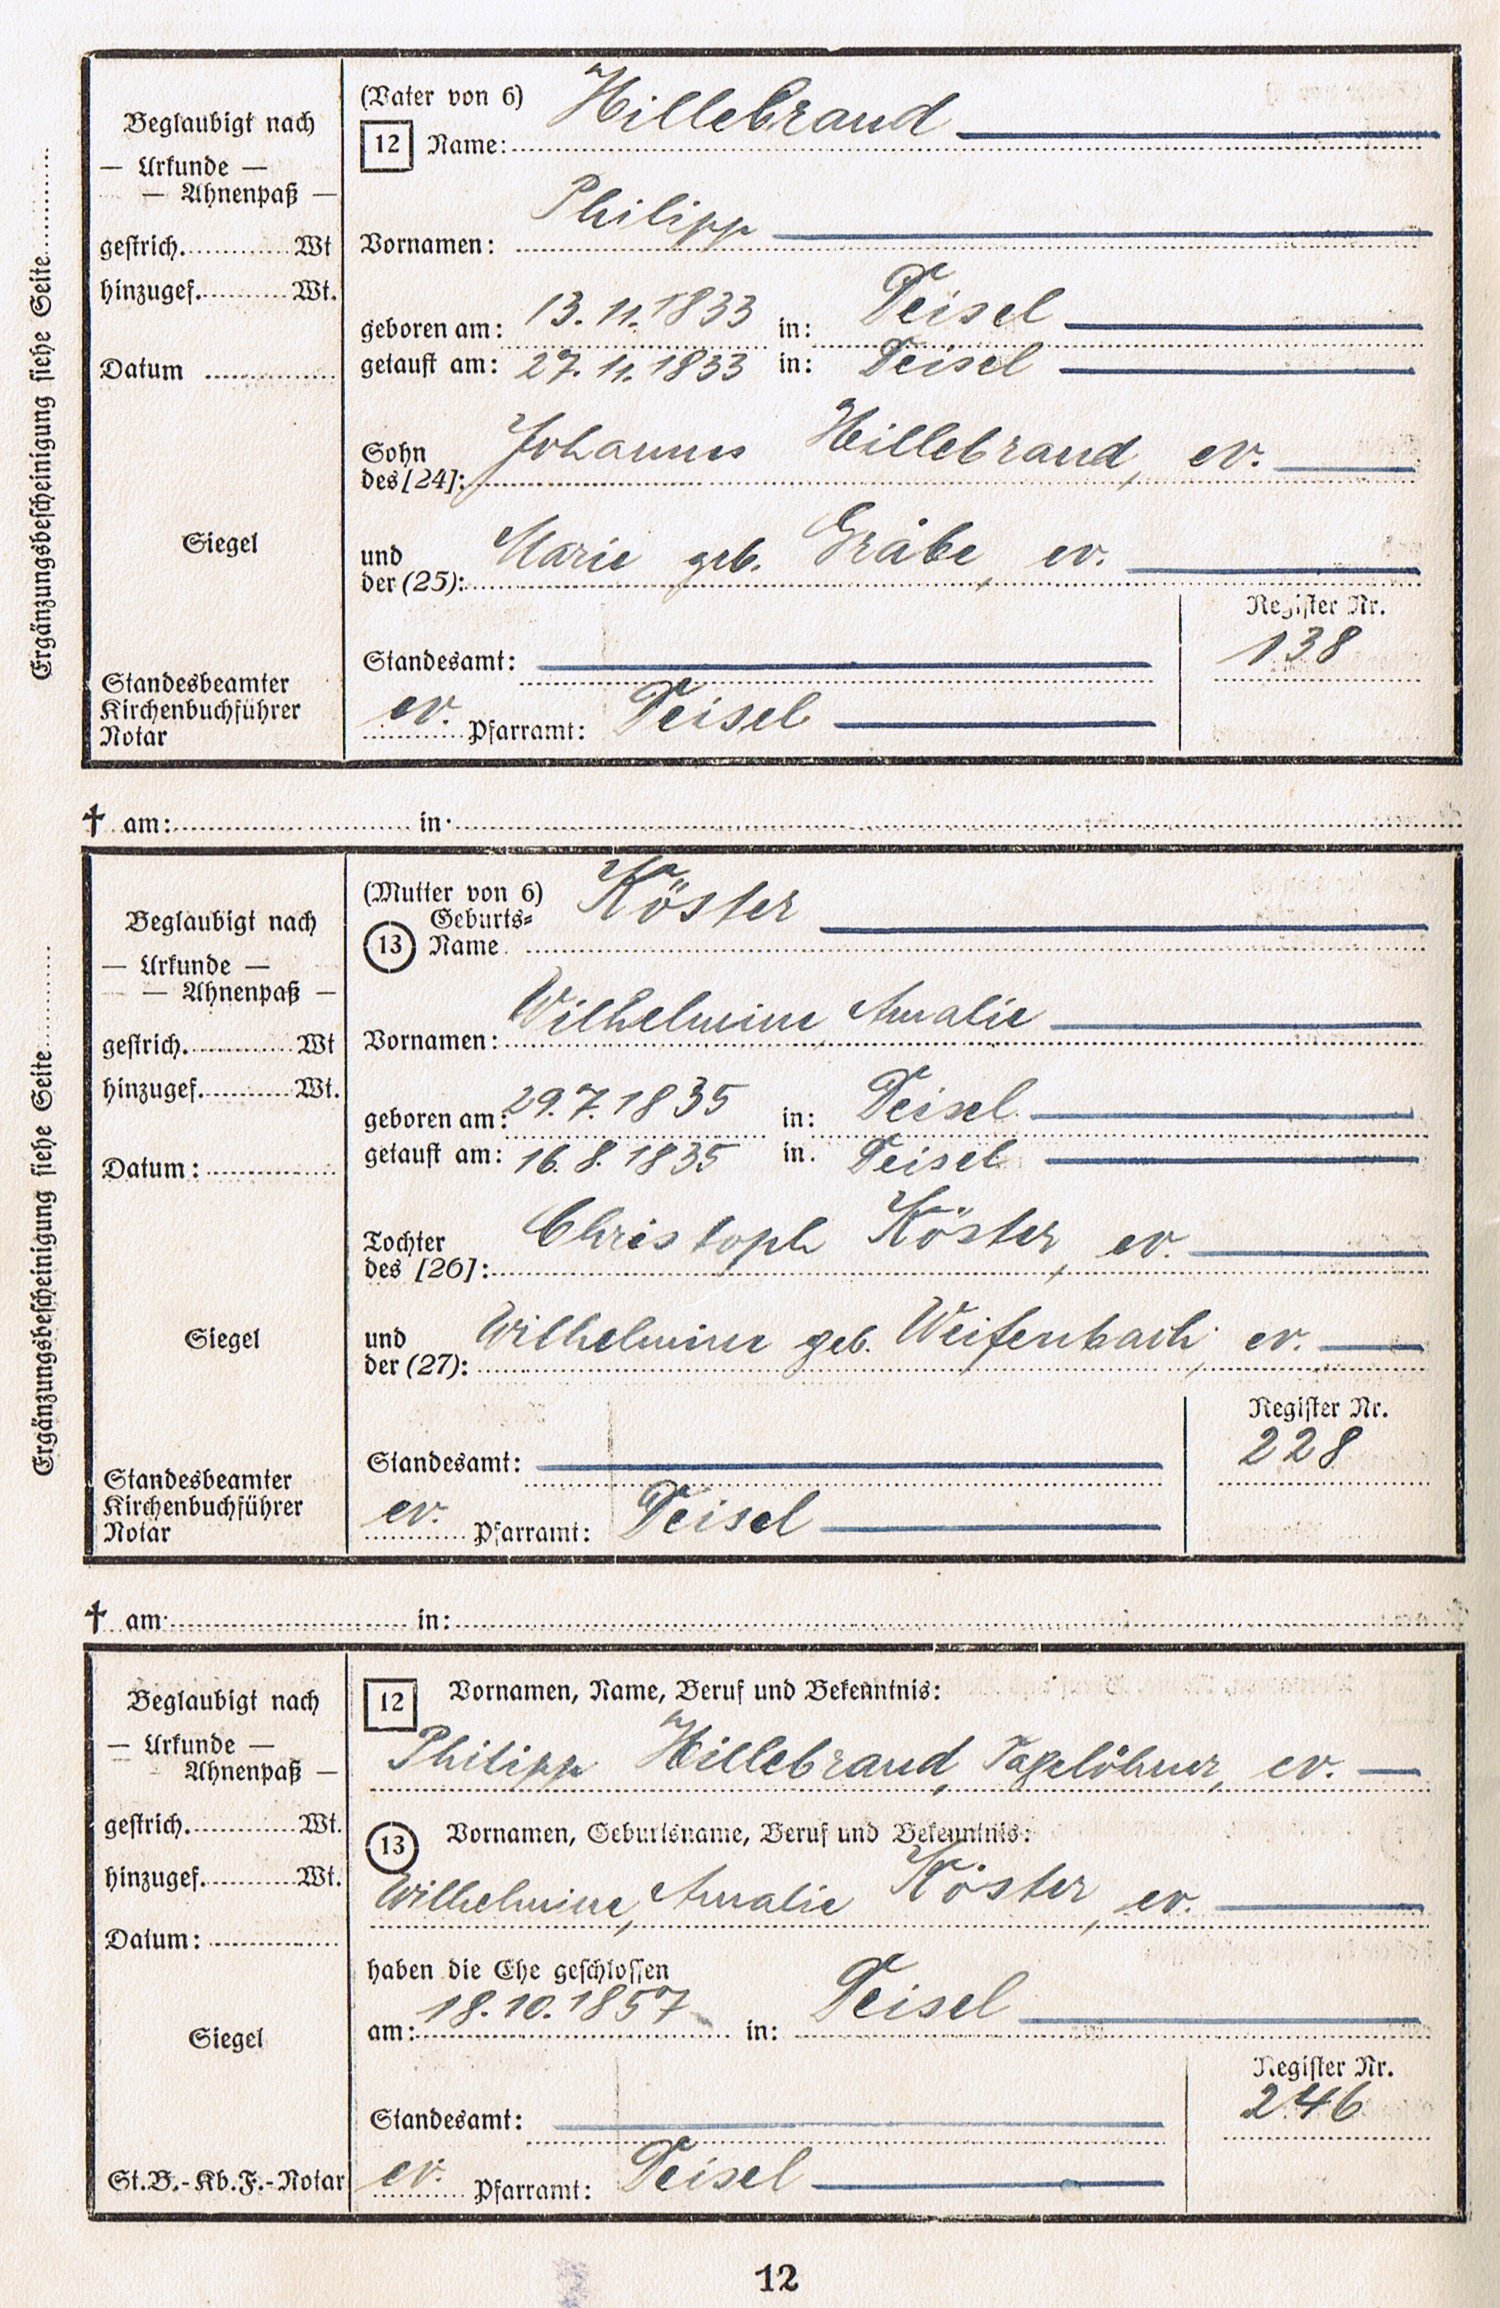 Ergänzungsbescheinigung siehe Seite
Beglaubigt nach
— Urkunde —
— Ahnenpaß —
gestrich. Wt
hinzugef. Wt.
Datum
Siegel
Standesbeamter
Kirchenbuchführer
Notar
(Vater von 6)
12 Name: Hillebrand
Vornamen: Philipp
geboren am: 13.11.1833 in: Deisel
getauft am: 27.11.1833 in: Deisel
Sohn
des [24]: Johannes Hillebrand, ev.
und
der (25): Marie geb. Gräbe, ev.
Register Nr.
138
Standesamt:
ev. Pfarramt: Deisel
† am: in
Ergänzungsbescheinigung siehe Seite
Beglaubigt nach
— Urkunde —
— Ahnenpaß —
gestrich. Wt
hinzugef. Wt.
Datum:
Siegel
Standesbeamter
Kirchenbuchführer
Notar
(Mutter von 6)
Geburts=
13 Name Köster
Vornamen: Wilhelmine Amalie
geboren am: 29.7.1835 in: Deisel
getauft am: 16.8.1835 in. Deisel
Tochter
des [26]: Christoph Köster, ev.
und
der (27): Wilhelmine geb. Weifenbach, ev.
Register Nr.
228
Standesamt:
ev. Pfarramt: Deisel
† am in:
Beglaubigt nach
— Urkunde —
Ahnenpaß —
gestrich. Wt.
hinzugef. Wt.
Datum:
Siegel
St.B.-Kb.F.-Notar
12 Vornamen, Name, Beruf und Bekenntnis:
Philipp Hillebrand, Tagelöhner, ev.
13 Vornamen, Geburtsname, Beruf und Bekenntnis:
Wilhelmine, Amalie Köster, ev.
haben die Ehe geschlossen
am: 18.10.1857 in: Deisel
Register Nr.
246
Standesamt:
ev. Pfarramt: Deisel
12